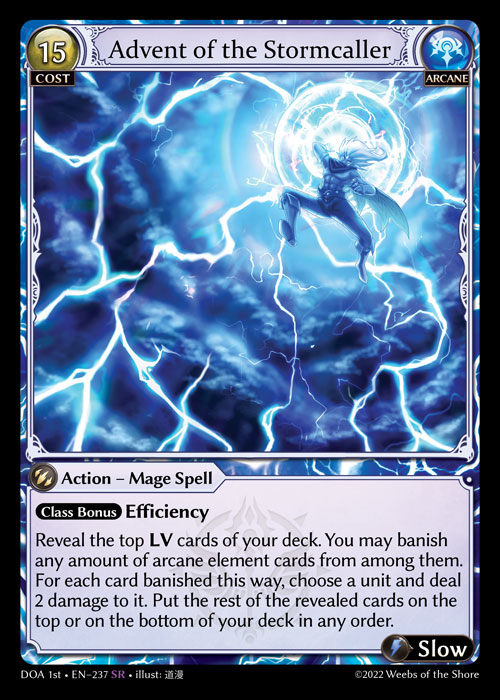 15
Advent of the Stormcaller
COST
ARCANE
Action – Mage Spell
Class Bonus Efficiency
Reveal the top LV cards of your deck. You may banish
any amount of arcane element cards from among them.
For each card banished this way, choose a unit and deal
2 damage to it. Put the rest of the revealed cards on the
top or on the bottom of your deck in any order.
Slow
DOA 1st • EN-237 SR • illust: 道漫
©2022 Weebs of the Shore